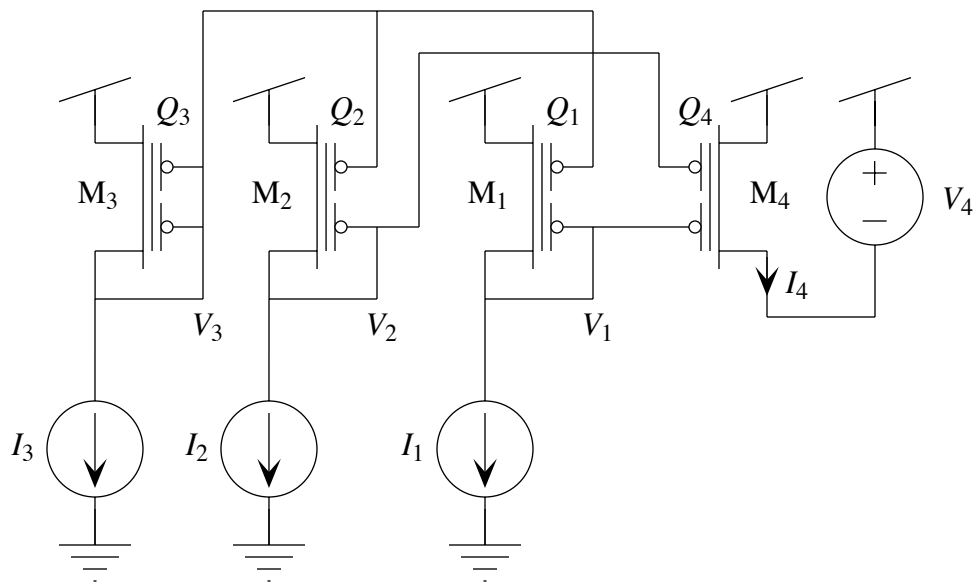 Q3 Q2 Q1 Q4
M3 M2 M1 M4 + − V4
I4
V3 V2 V1
I3 I2 I1